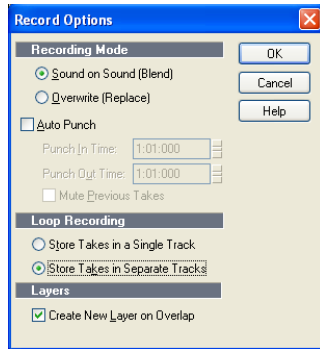 Record Options
Recording Mode
Sound on Sound (Blend)
Overwrite (Replace)
Auto Punch
Punch In Time: 1:01:000
Punch Out Time: 1:01:000
Mute Previous Takes
Loop Recording
Store Takes in a Single Track
Store Takes in Separate Tracks
Layers
Create New Layer on Overlap
OK
Cancel
Help